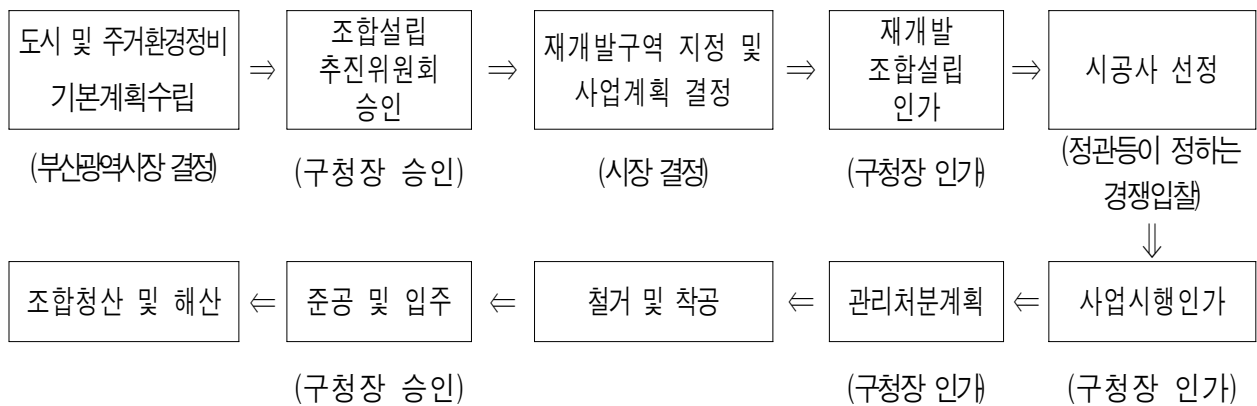 도시 및 주거환경정비
기본계획수립
⇒
조합설립
추진위원회
승인
⇒
재개발구역 지정 및
사업계획 결정
⇒
재개발
조합설립
인가
⇒
시공사 선정
(부산광역시장 결정)
(구청장 승인)
(시장 결정)
(구청장 인가)
(정관등이 정하는
경쟁입찰)
⇓
조합청산 및 해산
⇐
준공 및 입주
⇐
철거 및 착공
⇐
관리처분계획
⇐
사업시행인가
(구청장 승인)
(구청장 인가)
(구청장 인가)